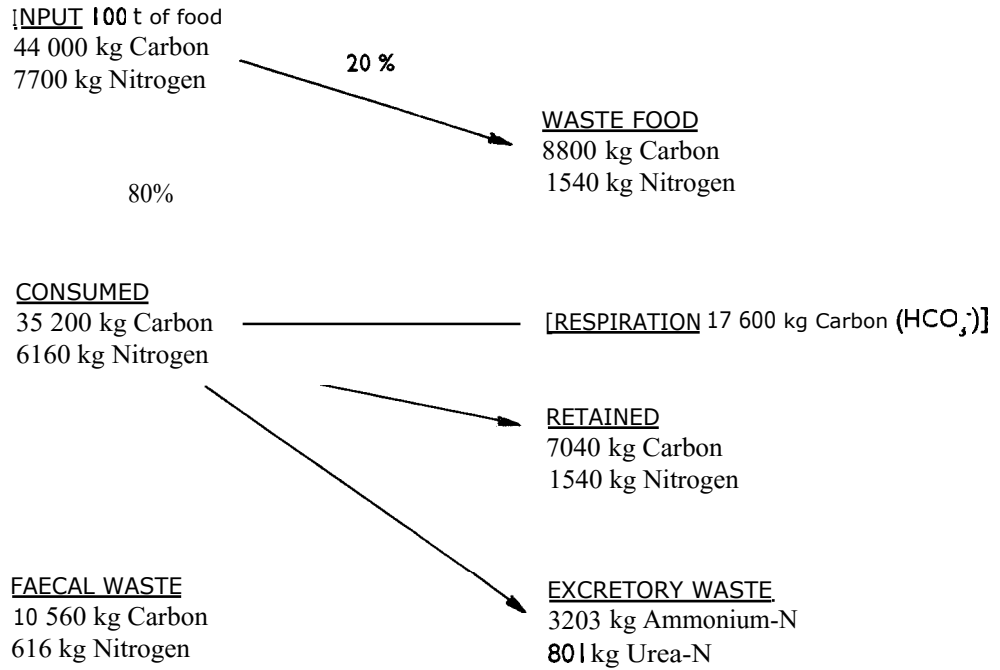 [INPUT 100 t of food
44 000 kg Carbon
7700 kg Nitrogen
20 %
WASTE FOOD
8800 kg Carbon
1540 kg Nitrogen
80%
CONSUMED
35 200 kg Carbon
6160 kg Nitrogen
[RESPIRATION 17 600 kg Carbon (HCO₃⁻)]
RETAINED
7040 kg Carbon
1540 kg Nitrogen
FAECAL WASTE
10 560 kg Carbon
616 kg Nitrogen
EXCRETORY WASTE
3203 kg Ammonium-N
801 kg Urea-N